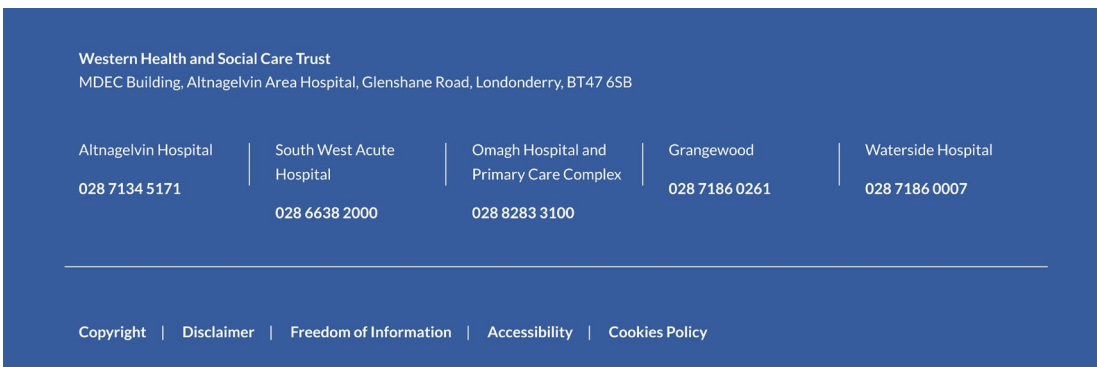 Western Health and Social Care Trust
MDEC Building, Altnagelvin Area Hospital, Glenshane Road, Londonderry, BT47 6SB
Altnagelvin Hospital
028 7134 5171
South West Acute
Hospital
028 6638 2000
Omagh Hospital and
Primary Care Complex
028 8283 3100
Grangewood
028 7186 0261
Waterside Hospital
028 7186 0007
Copyright | Disclaimer | Freedom of Information | Accessibility | Cookies Policy